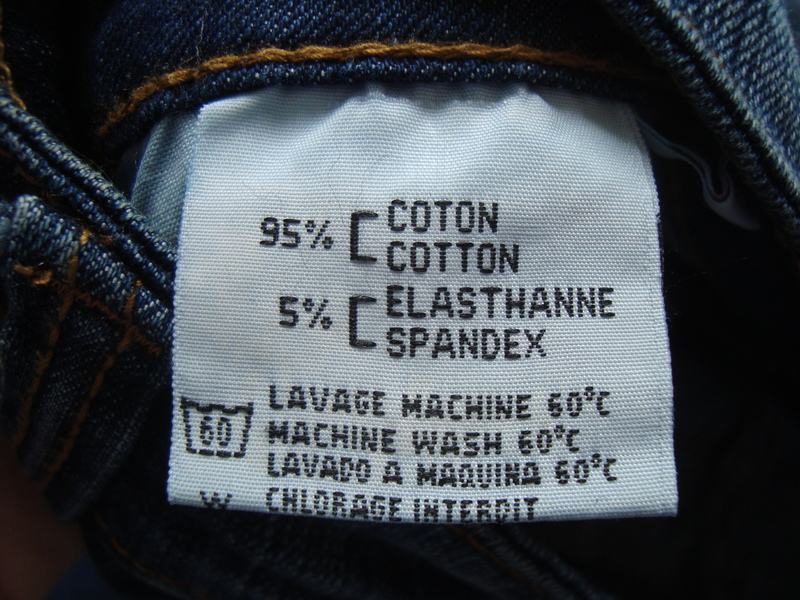 95% COTON
COTTON
5% ELASTHANNE
SPANDEX
60 LAVAGE MACHINE 60°C
MACHINE WASH 60°C
LAVADO A MAQUINA 60°C
CHLORAGE INTERDIT